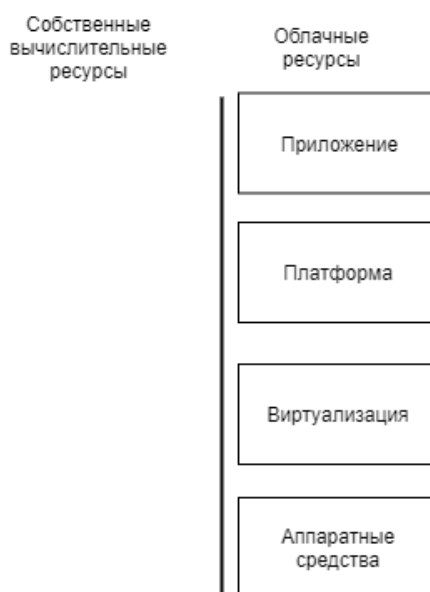 Собственные
вычислительные
ресурсы
Облачные
ресурсы
Приложение
Платформа
Виртуализация
Аппаратные
средства